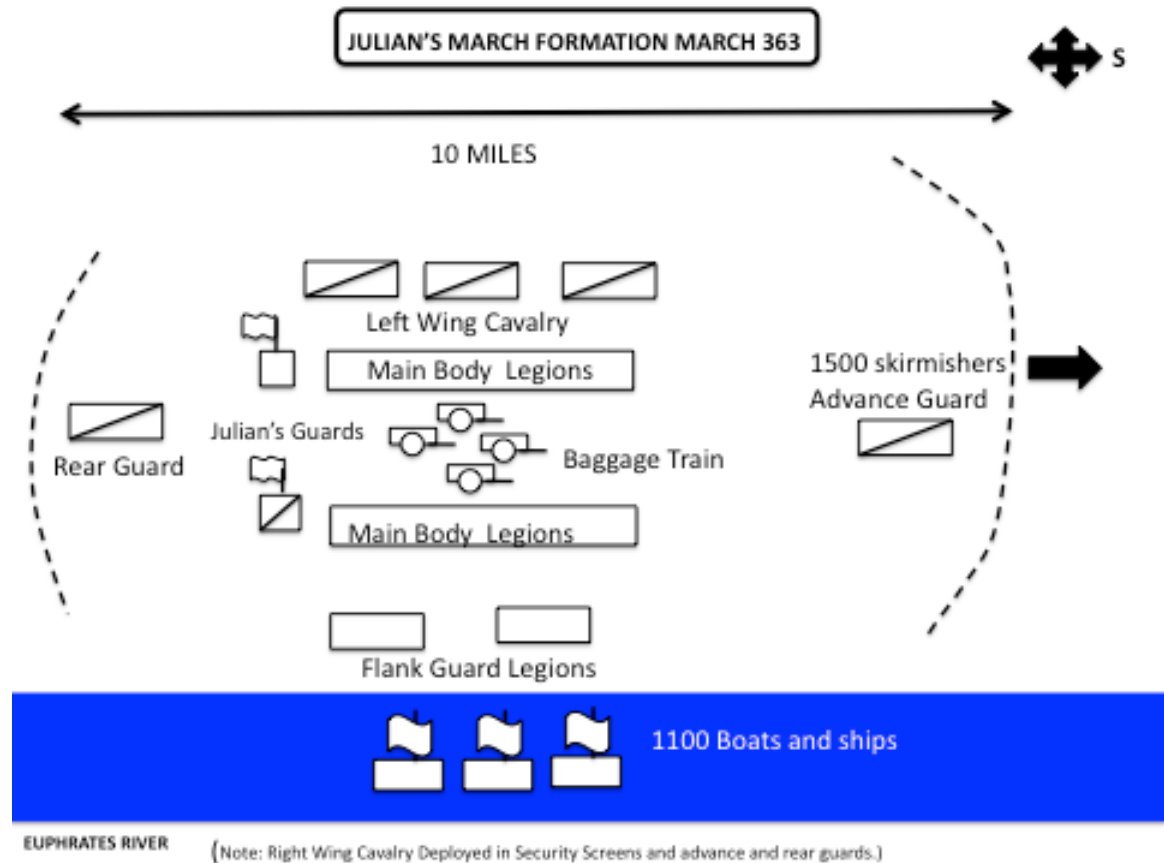 JULIAN'S MARCH FORMATION MARCH 363
S
10 MILES
Left Wing Cavalry
Main Body Legions
1500 skirmishers
Advance Guard
Julian's Guards
Baggage Train
Rear Guard
Main Body Legions
Flank Guard Legions
1100 Boats and ships
EUPHRATES RIVER
(Note: Right Wing Cavalry Deployed in Security Screens and advance and rear guards.)